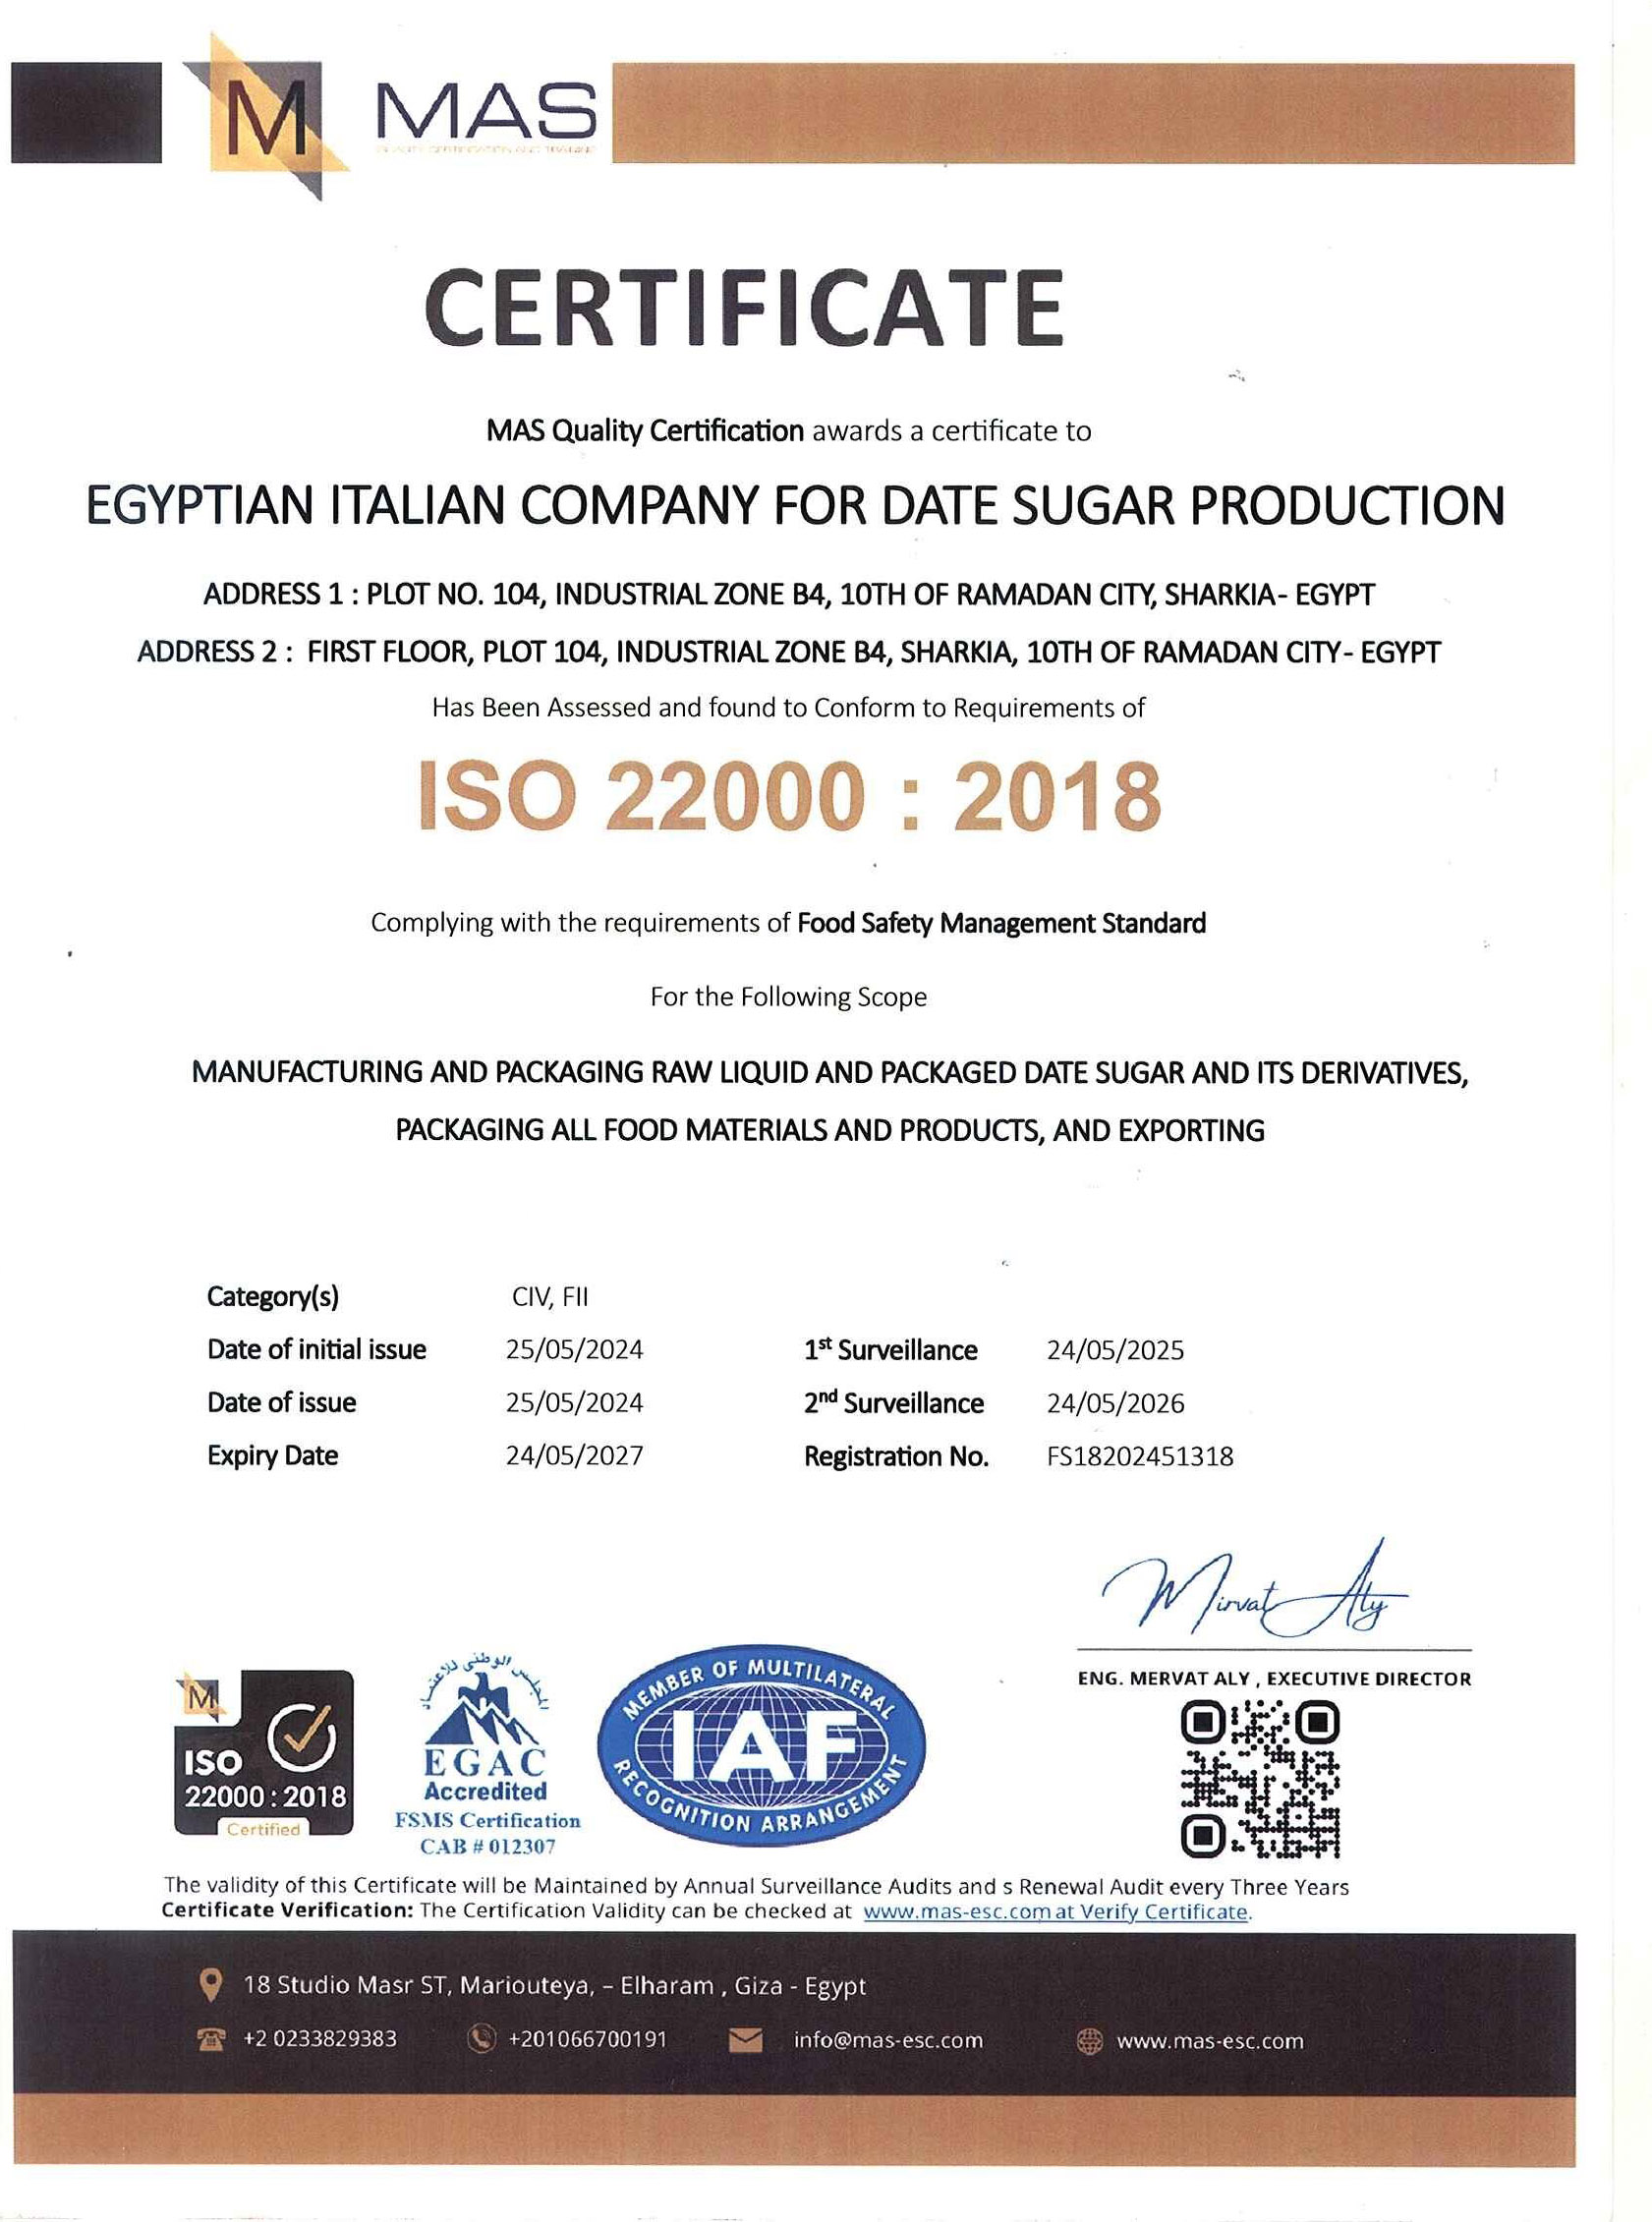 M MAS
QUALITY CERTIFICATION AND TRAINING
CERTIFICATE
MAS Quality Certification awards a certificate to
EGYPTIAN ITALIAN COMPANY FOR DATE SUGAR PRODUCTION
ADDRESS 1 : PLOT NO. 104, INDUSTRIAL ZONE B4, 10TH OF RAMADAN CITY, SHARKIA- EGYPT
ADDRESS 2 : FIRST FLOOR, PLOT 104, INDUSTRIAL ZONE B4, SHARKIA, 10TH OF RAMADAN CITY- EGYPT
Has Been Assessed and found to Conform to Requirements of
ISO 22000 : 2018
Complying with the requirements of Food Safety Management Standard
For the Following Scope
MANUFACTURING AND PACKAGING RAW LIQUID AND PACKAGED DATE SUGAR AND ITS DERIVATIVES,
PACKAGING ALL FOOD MATERIALS AND PRODUCTS, AND EXPORTING
Category(s) CIV, FII
Date of initial issue 25/05/2024 1st Surveillance 24/05/2025
Date of issue 25/05/2024 2nd Surveillance 24/05/2026
Expiry Date 24/05/2027 Registration No. FS18202451318
Mirvat Aly
ENG. MERVAT ALY , EXECUTIVE DIRECTOR
M
ISO
22000 : 2018
Certified
المجلس الوطنى للاعتماد
EGAC
Accredited
FSMS Certification
CAB # 012307
MEMBER OF MULTILATERAL
IAF
RECOGNITION ARRANGEMENT
The validity of this Certificate will be Maintained by Annual Surveillance Audits and s Renewal Audit every Three Years
Certificate Verification: The Certification Validity can be checked at www.mas-esc.com at Verify Certificate.
18 Studio Masr ST, Mariouteya, – Elharam , Giza - Egypt
+2 0233829383 +201066700191 info@mas-esc.com www.mas-esc.com